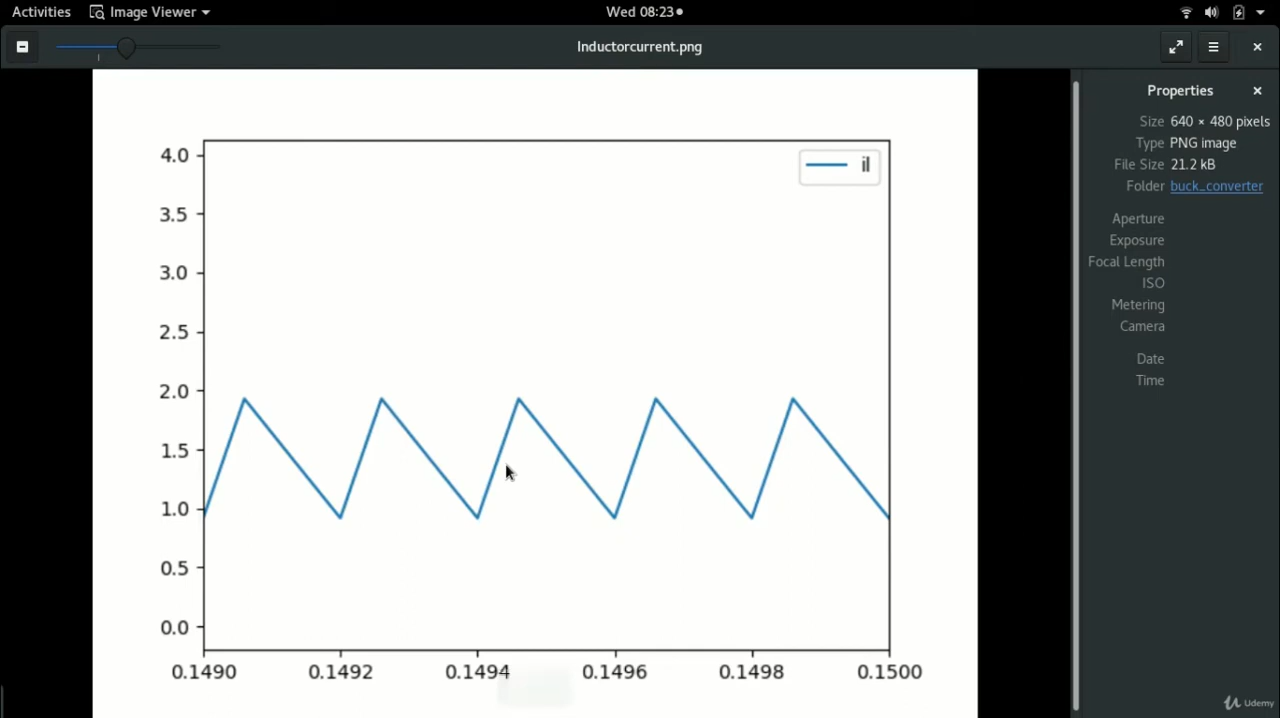 Activities Image Viewer Wed 08:23
Inductorcurrent.png
Properties
Size 640 × 480 pixels
Type PNG image
File Size 21.2 kB
Folder buck_converter
Aperture
Exposure
Focal Length
ISO
Metering
Camera
Date
Time
il
4.0
3.5
3.0
2.5
2.0
1.5
1.0
0.5
0.0
0.1490 0.1492 0.1494 0.1496 0.1498 0.1500
Udemy